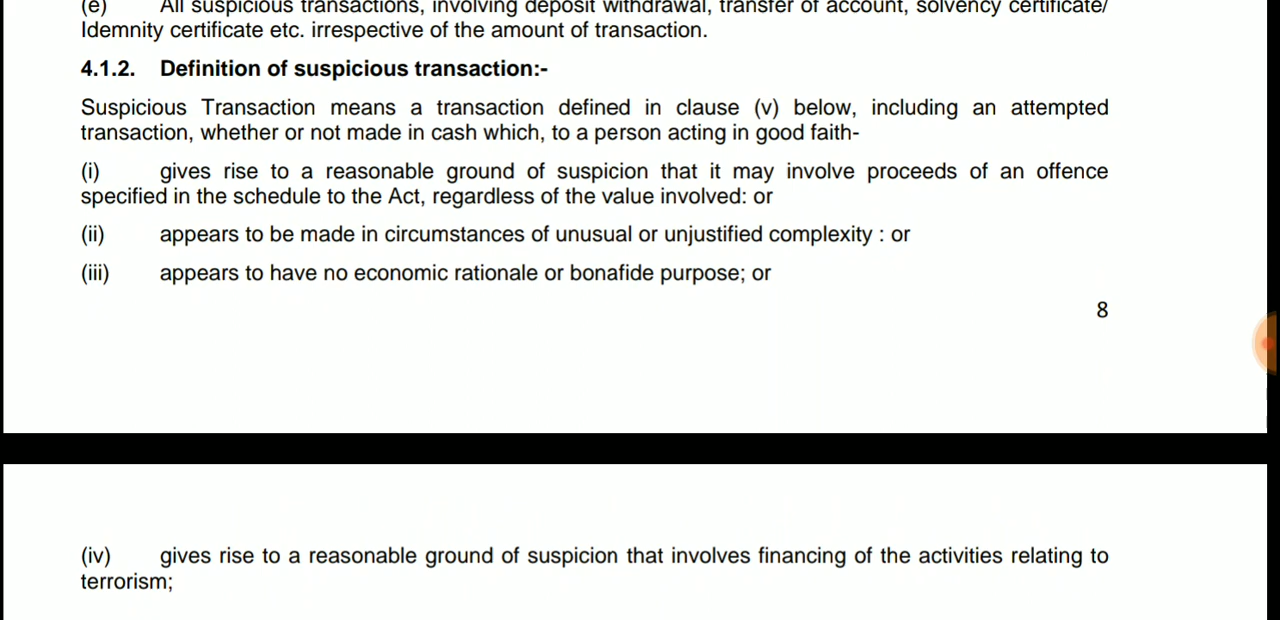 (e) All suspicious transactions, involving deposit withdrawal, transfer of account, solvency certificate/
Idemnity certificate etc. irrespective of the amount of transaction.
4.1.2. Definition of suspicious transaction:-
Suspicious Transaction means a transaction defined in clause (v) below, including an attempted
transaction, whether or not made in cash which, to a person acting in good faith-
(i) gives rise to a reasonable ground of suspicion that it may involve proceeds of an offence
specified in the schedule to the Act, regardless of the value involved: or
(ii) appears to be made in circumstances of unusual or unjustified complexity : or
(iii) appears to have no economic rationale or bonafide purpose; or
8
(iv) gives rise to a reasonable ground of suspicion that involves financing of the activities relating to
terrorism;